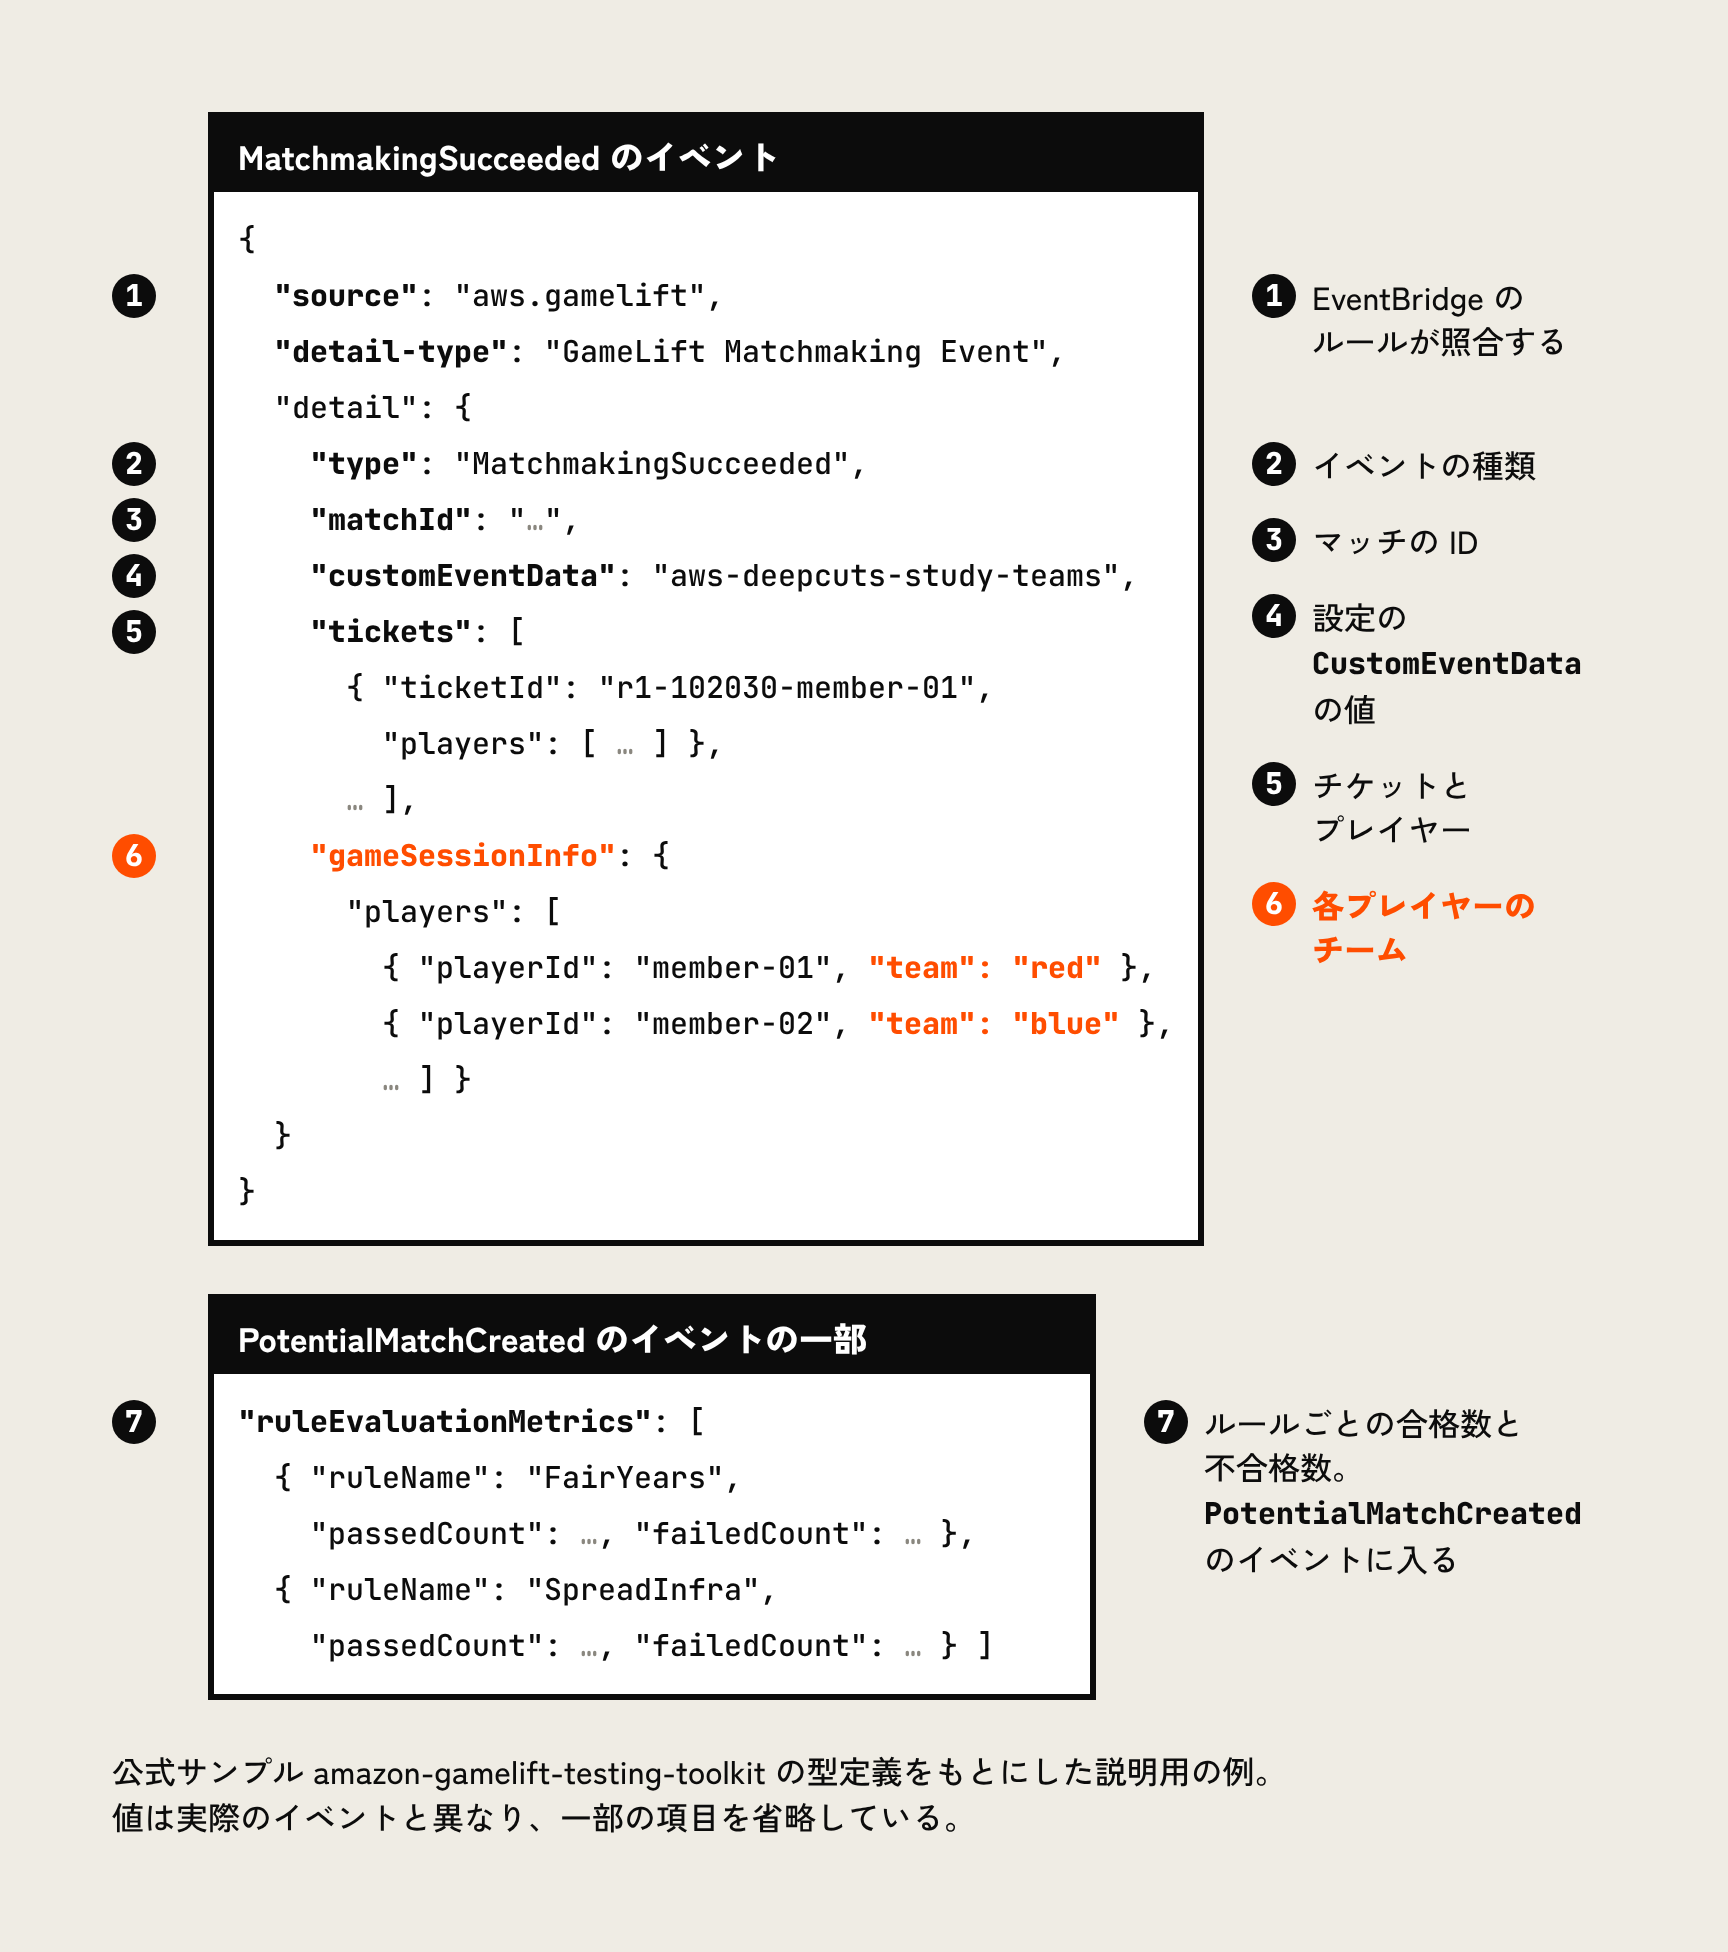 MatchmakingSucceeded のイベント
{
1 "source": "aws.gamelift",
"detail-type": "GameLift Matchmaking Event",
"detail": {
2 "type": "MatchmakingSucceeded",
3 "matchId": "…",
4 "customEventData": "aws-deepcuts-study-teams",
5 "tickets": [
{ "ticketId": "r1-102030-member-01",
"players": [ … ] },
… ],
6 "gameSessionInfo": {
"players": [
{ "playerId": "member-01", "team": "red" },
{ "playerId": "member-02", "team": "blue" },
… ] }
}
}
1 EventBridge の
ルールが照合する
2 イベントの種類
3 マッチの ID
4 設定の
CustomEventData
の値
5 チケットと
プレイヤー
6 各プレイヤーの
チーム
PotentialMatchCreated のイベントの一部
7 "ruleEvaluationMetrics": [
{ "ruleName": "FairYears",
"passedCount": …, "failedCount": … },
{ "ruleName": "SpreadInfra",
"passedCount": …, "failedCount": … } ]
7 ルールごとの合格数と
不合格数。
PotentialMatchCreated
のイベントに入る
公式サンプル amazon-gamelift-testing-toolkit の型定義をもとにした説明用の例。
値は実際のイベントと異なり、一部の項目を省略している。